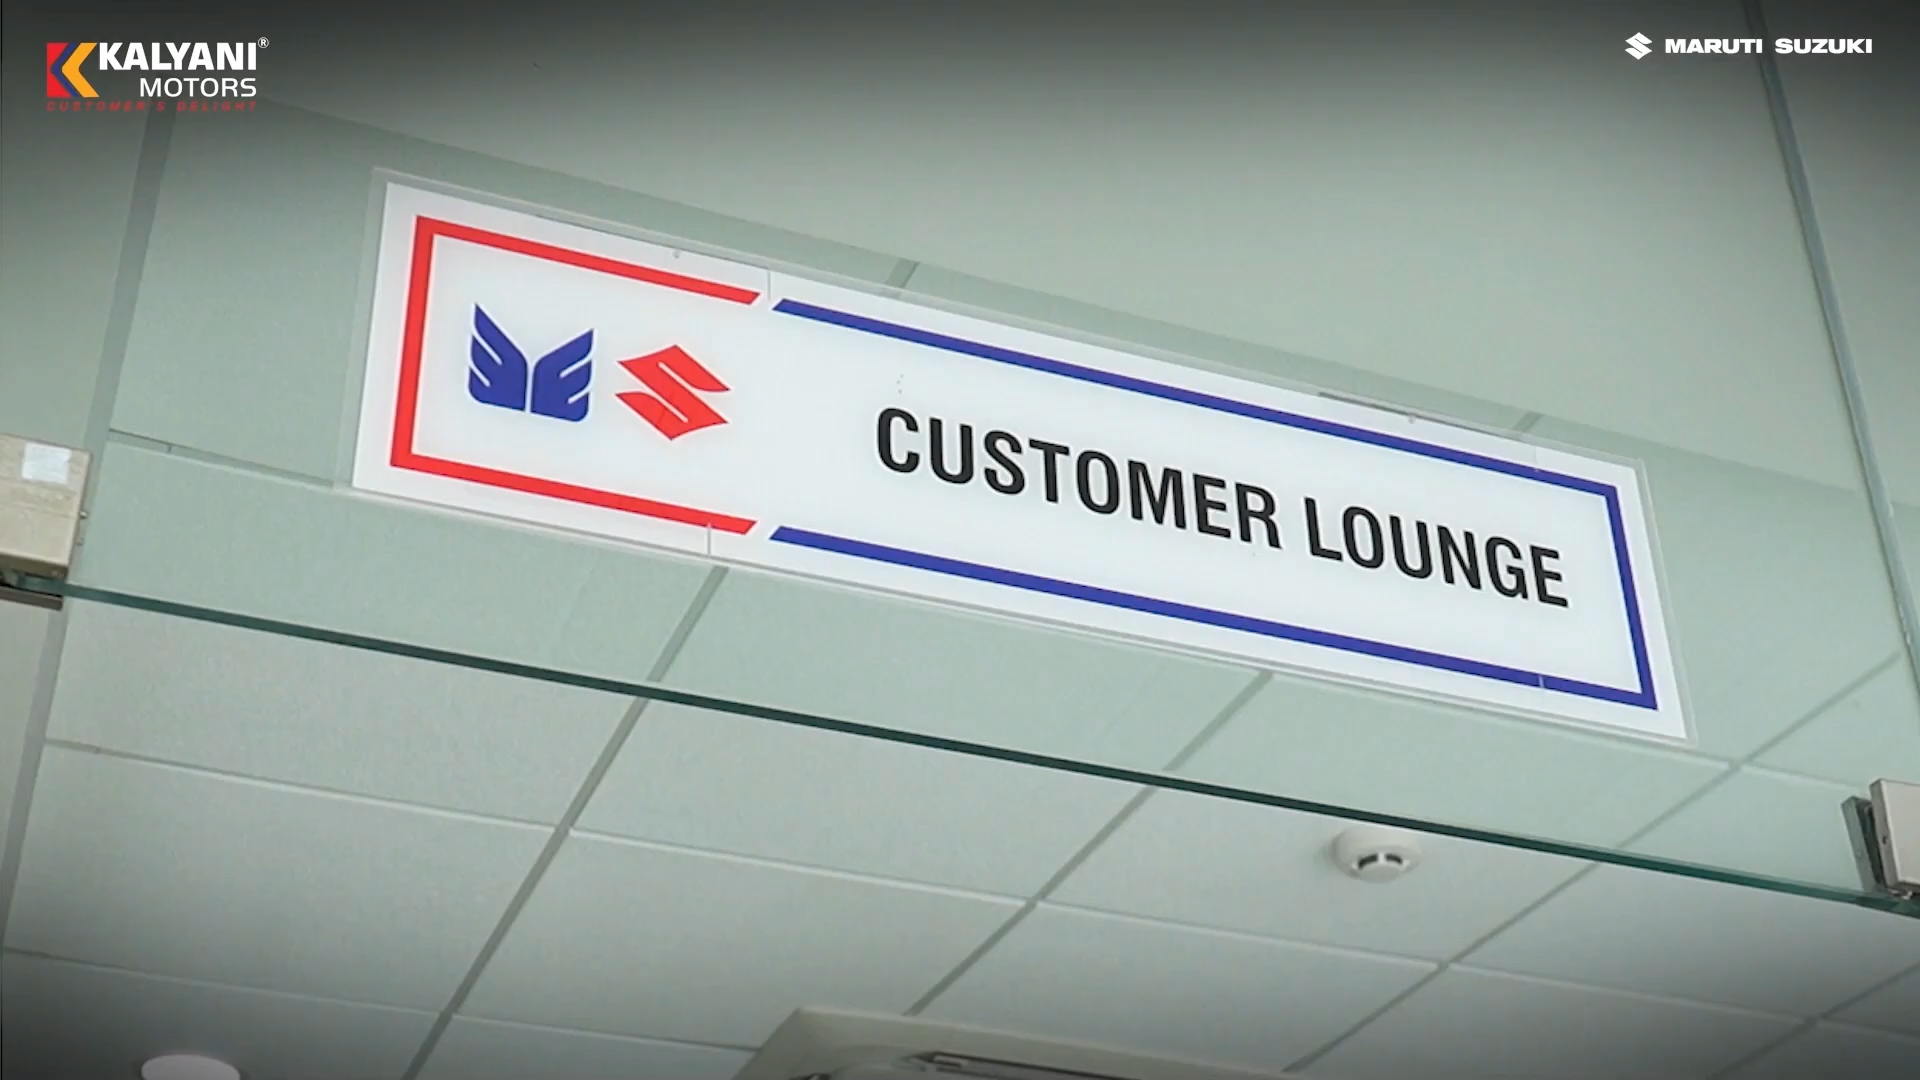 KALYANI®
MOTORS
CUSTOMER'S DELIGHT
MARUTI SUZUKI
CUSTOMER LOUNGE